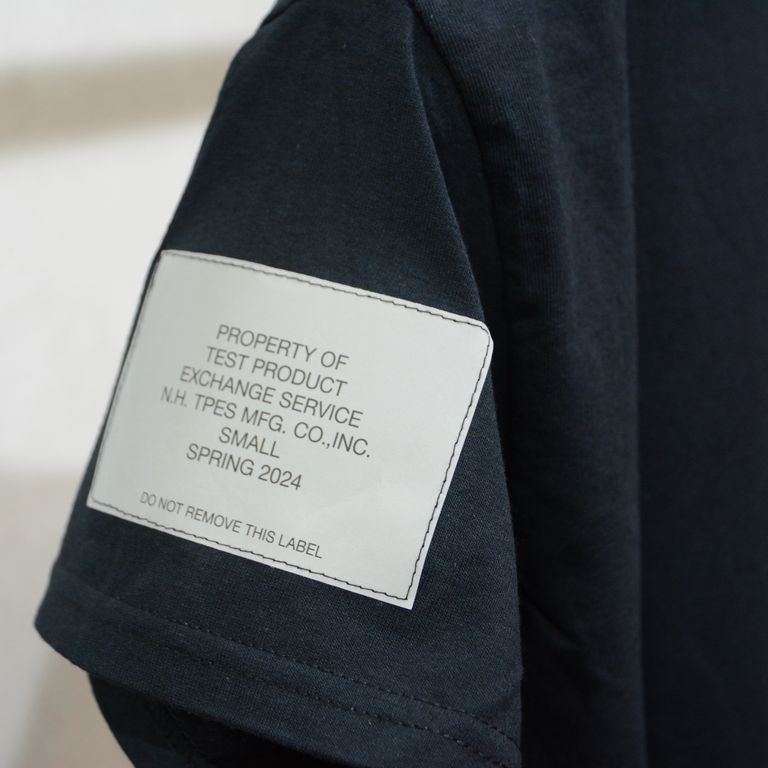 PROPERTY OF
TEST PRODUCT
EXCHANGE SERVICE
N.H. TPES MFG. CO.,INC.
SMALL
SPRING 2024
DO NOT REMOVE THIS LABEL